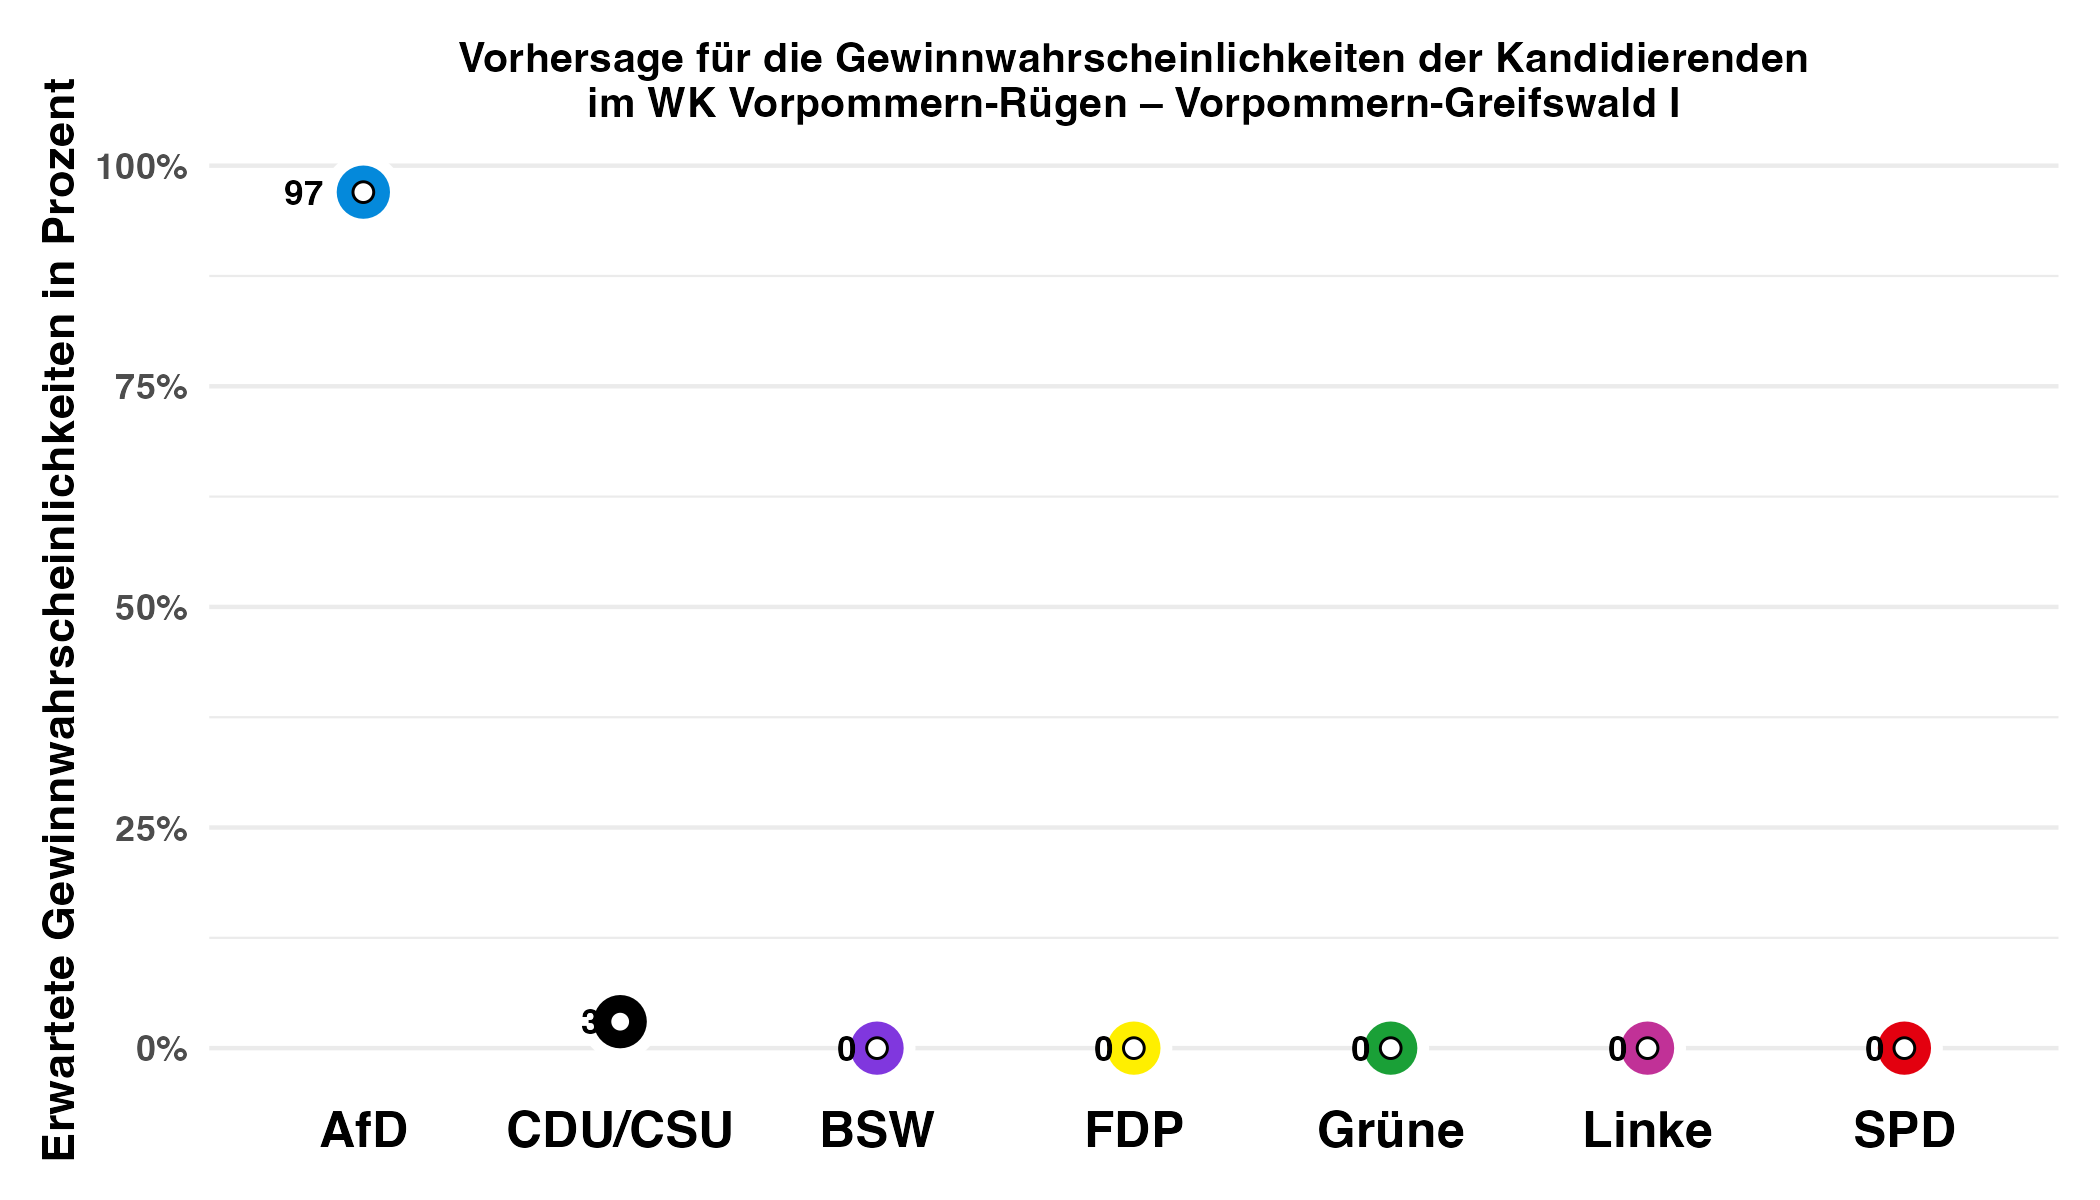 Vorhersage für die Gewinnwahrscheinlichkeiten der Kandidierenden
im WK Vorpommern-Rügen – Vorpommern-Greifswald I
Erwartete Gewinnwahrscheinlichkeiten in Prozent
100%
75%
50%
25%
0%
97
3
0
0
0
0
0
AfD
CDU/CSU
BSW
FDP
Grüne
Linke
SPD